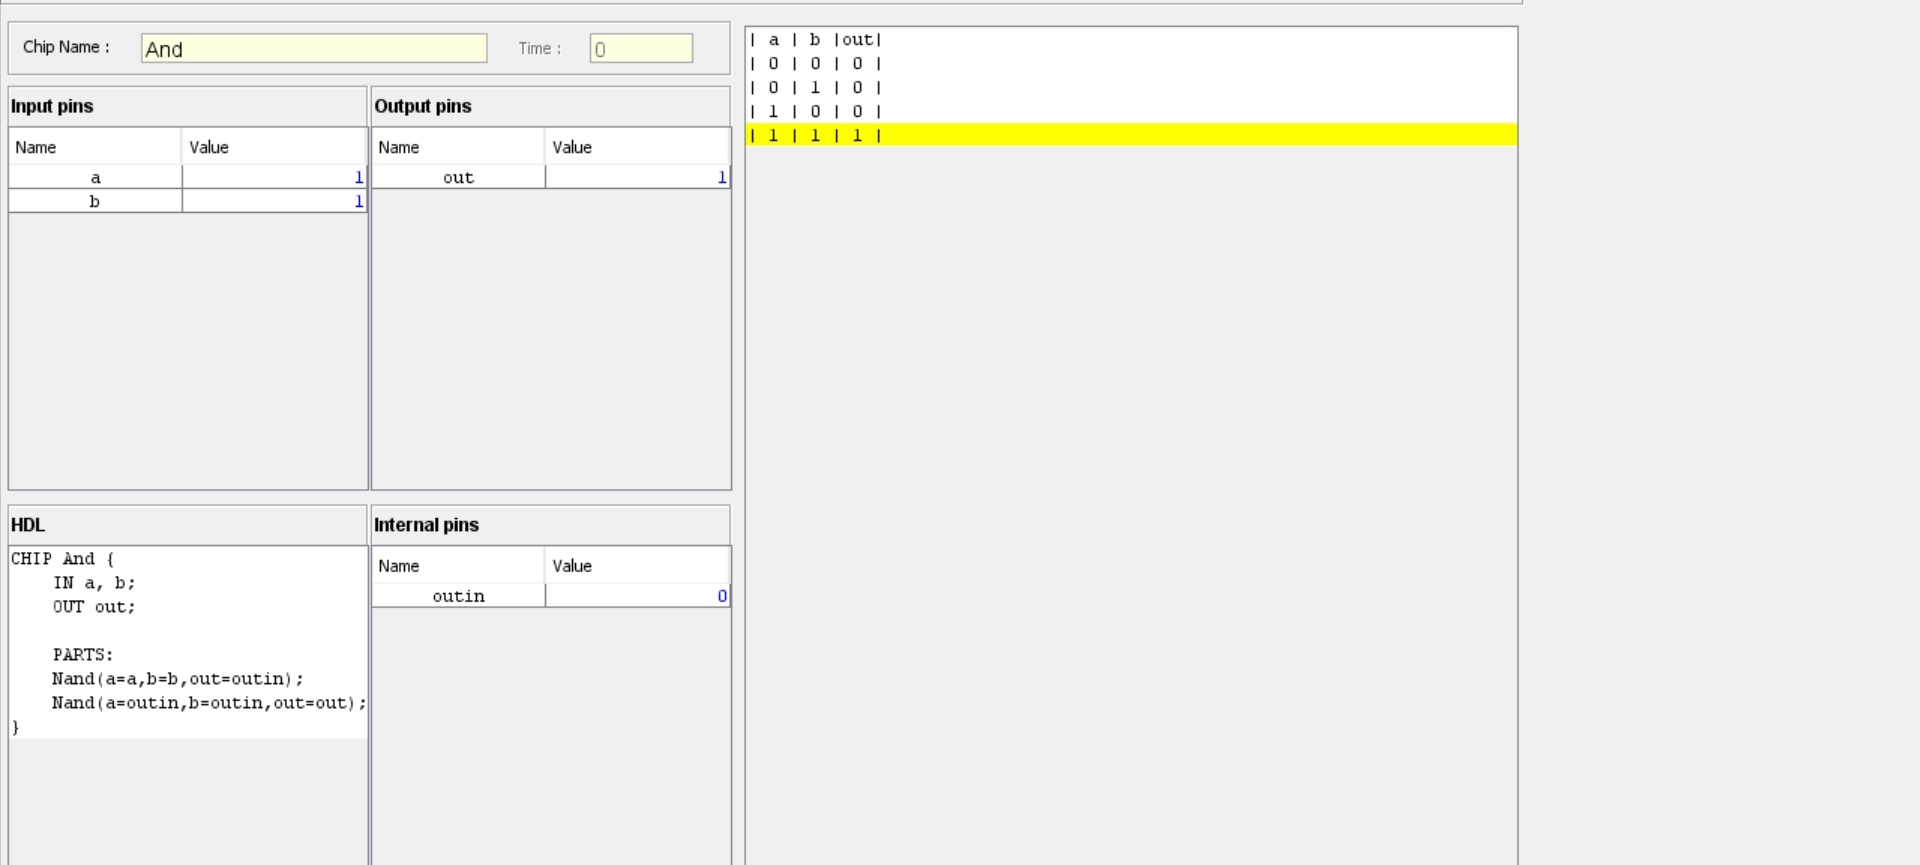 Chip Name :
And
Time :
0
Input pins
Name Value
a 1
b 1
Output pins
Name Value
out 1
HDL
CHIP And {
    IN a, b;
    OUT out;

    PARTS:
    Nand(a=a,b=b,out=outin);
    Nand(a=outin,b=outin,out=out);
}
Internal pins
Name Value
outin 0
| a | b |out|
| 0 | 0 | 0 |
| 0 | 1 | 0 |
| 1 | 0 | 0 |
| 1 | 1 | 1 |